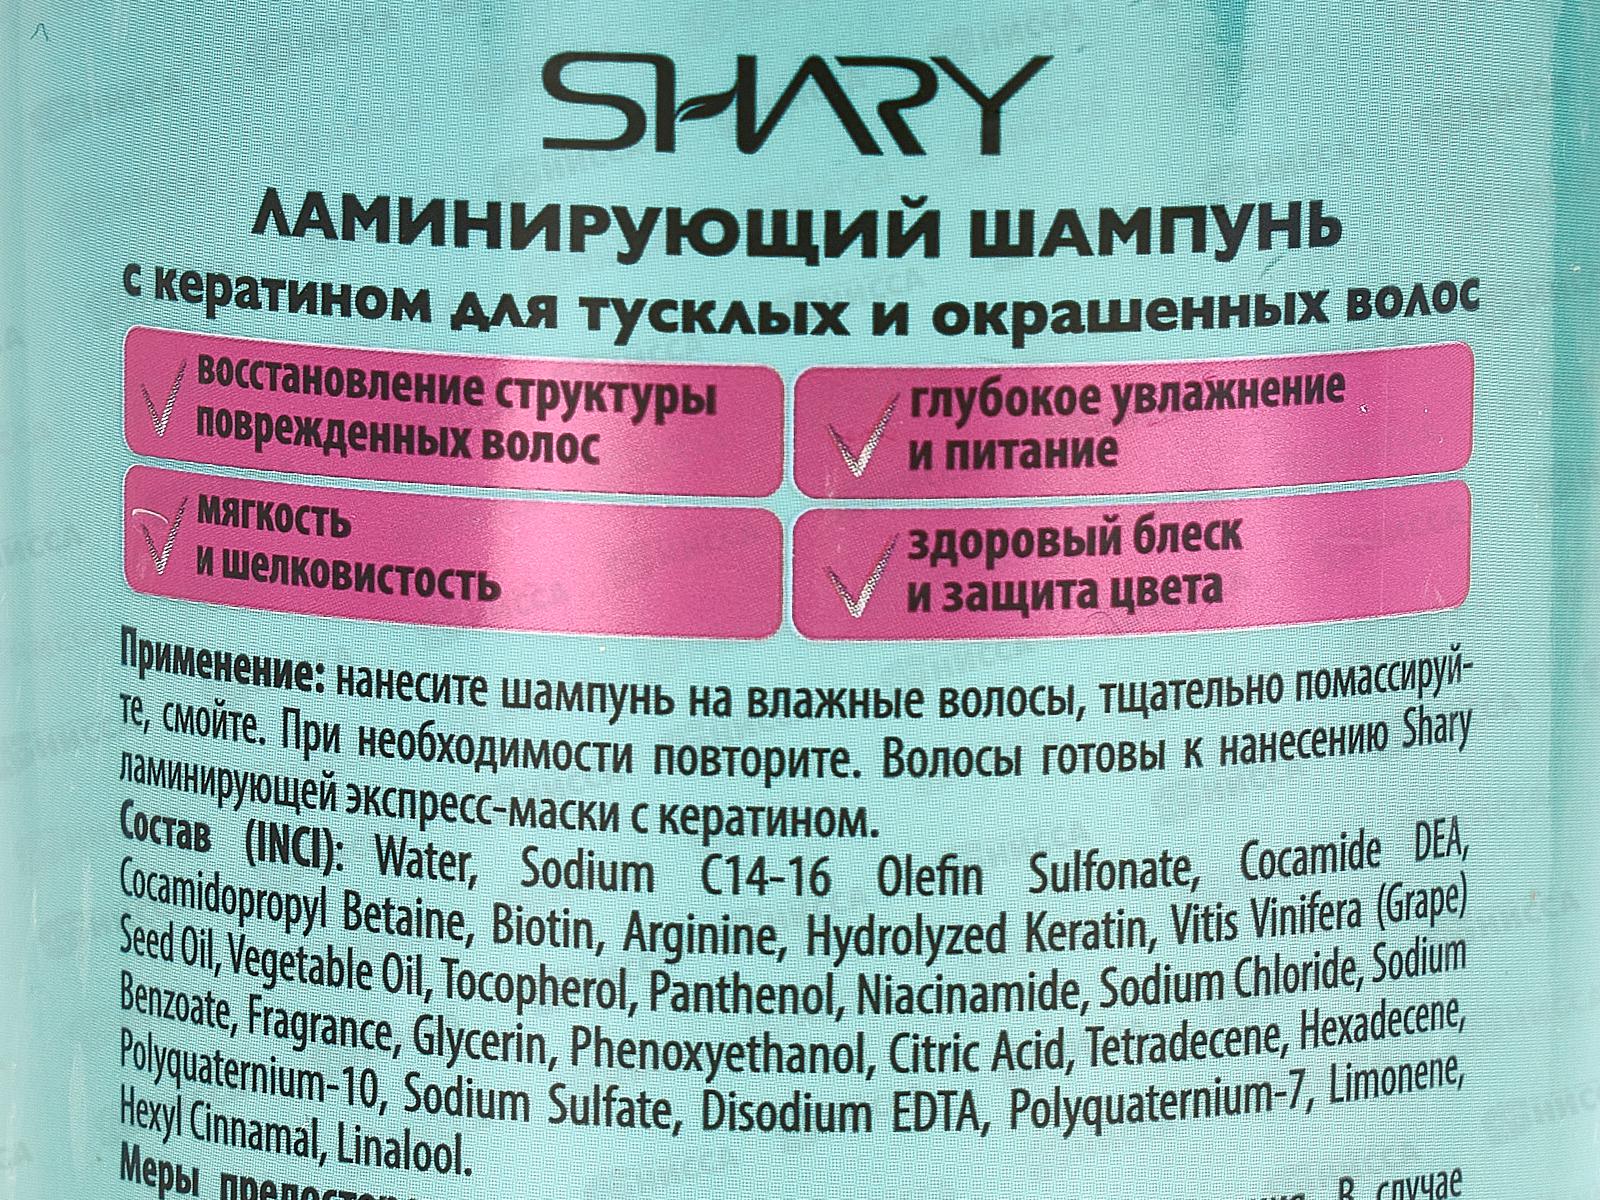 SHARY
ЛАМИНИРУЮЩИЙ ШАМПУНЬ
с кератином для тусклых и окрашенных волос
восстановление структуры
поврежденных волос
глубокое увлажнение
и питание
мягкость
и шелковистость
здоровый блеск
и защита цвета
Применение: нанесите шампунь на влажные волосы, тщательно помассируй-
те, смойте. При необходимости повторите. Волосы готовы к нанесению Shary
ламинирующей экспресс-маски с кератином.
Состав (INCI): Water, Sodium C14-16 Olefin Sulfonate, Cocamide DEA,
Cocamidopropyl Betaine, Biotin, Arginine, Hydrolyzed Keratin, Vitis Vinifera (Grape)
Seed Oil, Vegetable Oil, Tocopherol, Panthenol, Niacinamide, Sodium Chloride, Sodium
Benzoate, Fragrance, Glycerin, Phenoxyethanol, Citric Acid, Tetradecene, Hexadecene,
Polyquaternium-10, Sodium Sulfate, Disodium EDTA, Polyquaternium-7, Limonene,
Hexyl Cinnamal, Linalool.
Меры В случае